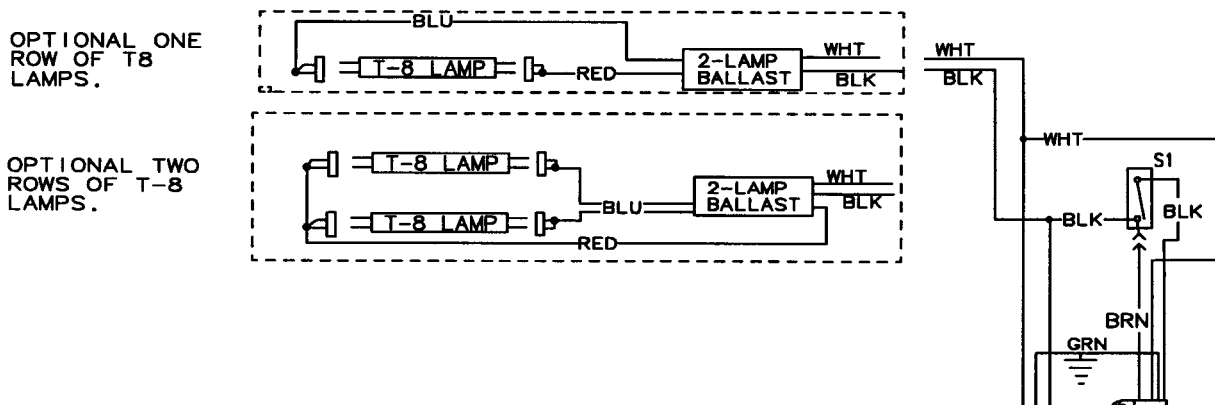 OPTIONAL ONE
ROW OF T8
LAMPS.
BLU
T-8 LAMP
RED
2-LAMP
BALLAST
WHT
BLK
WHT
BLK
OPTIONAL TWO
ROWS OF T-8
LAMPS.
T-8 LAMP
T-8 LAMP
BLU
RED
2-LAMP
BALLAST
WHT
BLK
WHT
S1
BLK
BLK
BRN
GRN